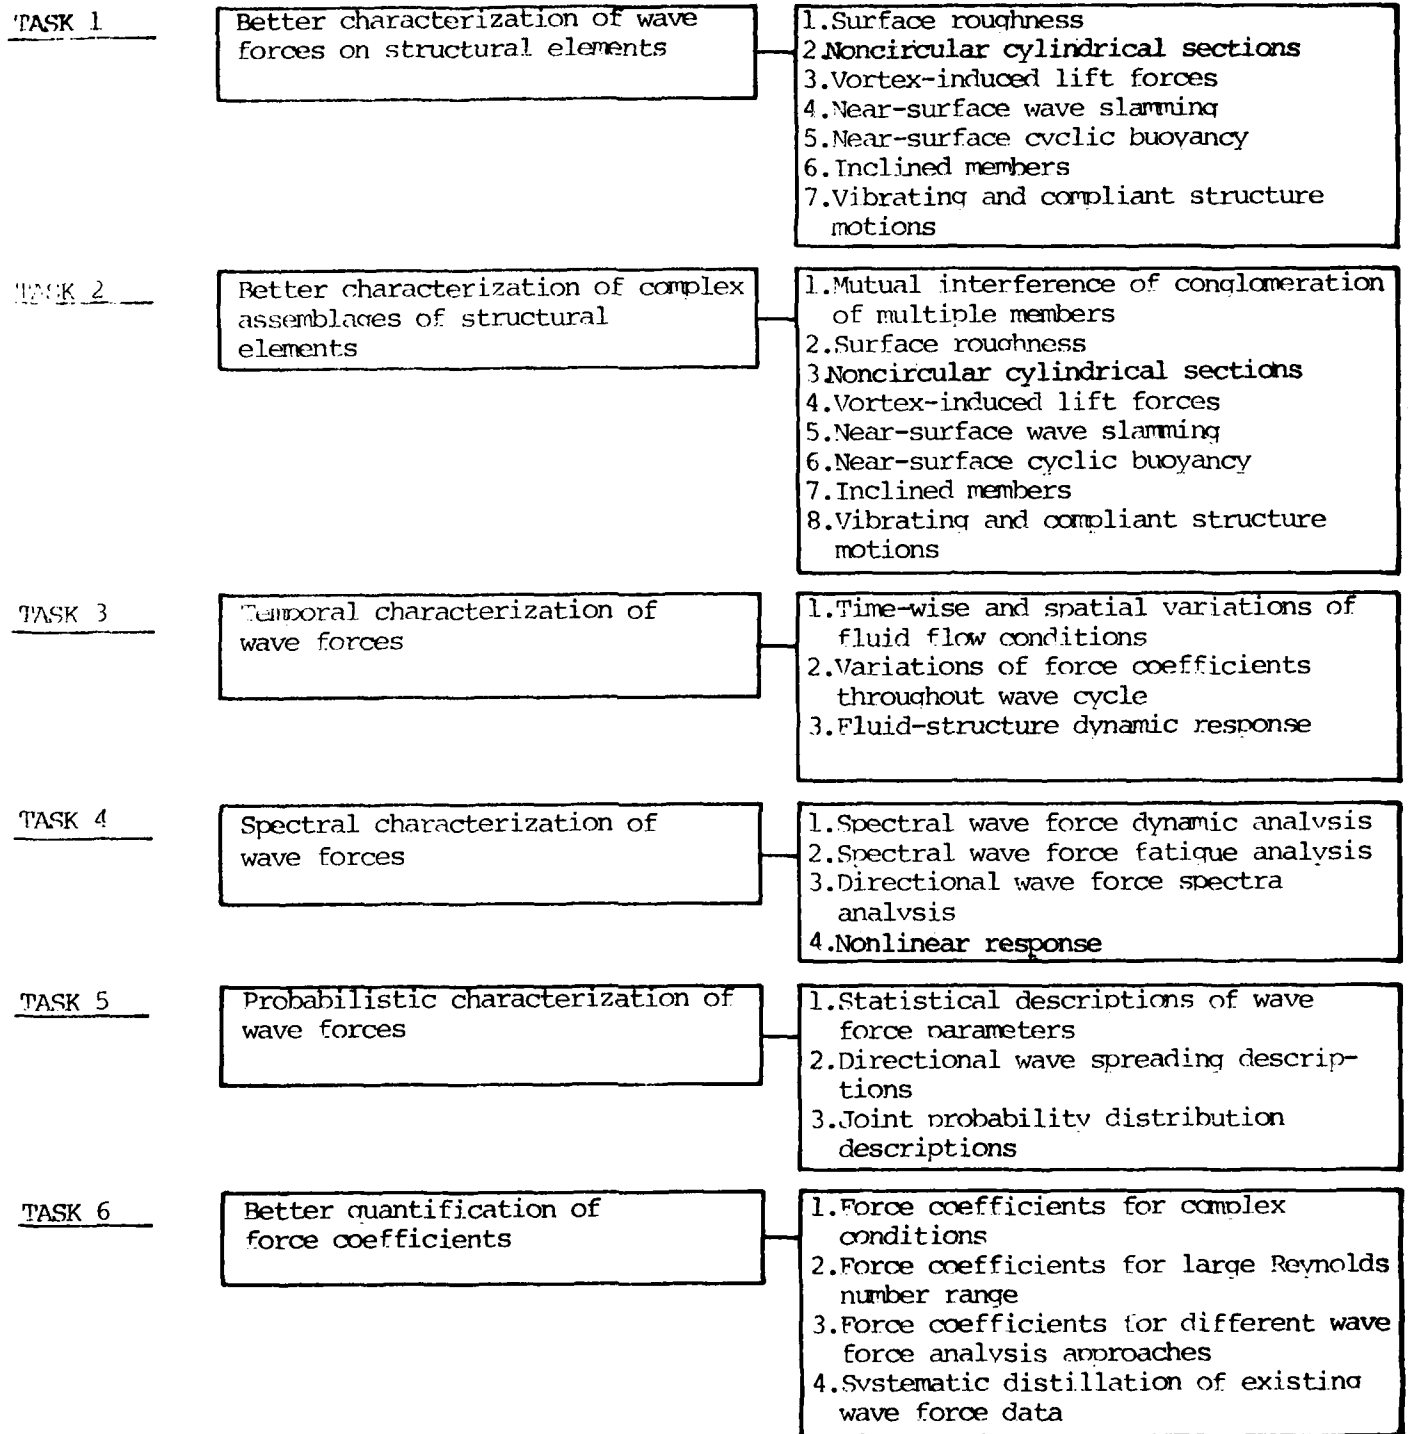 TASK 1
Better characterization of wave
forces on structural elements
1.Surface roughness
2.Noncircular cylindrical sections
3.Vortex-induced lift forces
4.Near-surface wave slamming
5.Near-surface cyclic buoyancy
6.Inclined members
7.Vibrating and compliant structure
motions
TASK 2
Better characterization of complex
assemblages of structural
elements
1.Mutual interference of conglomeration
of multiple members
2.Surface roughness
3.Noncircular cylindrical sections
4.Vortex-induced lift forces
5.Near-surface wave slamming
6.Near-surface cyclic buoyancy
7.Inclined members
8.Vibrating and compliant structure
motions
TASK 3
Temporal characterization of
wave forces
1.Time-wise and spatial variations of
fluid flow conditions
2.Variations of force coefficients
throughout wave cycle
3.Fluid-structure dynamic response
TASK 4
Spectral characterization of
wave forces
1.Spectral wave force dynamic analysis
2.Spectral wave force fatigue analysis
3.Directional wave force spectra
analysis
4.Nonlinear response
TASK 5
Probabilistic characterization of
wave forces
1.Statistical descriptions of wave
force parameters
2.Directional wave spreading descrip-
tions
3.Joint probability distribution
descriptions
TASK 6
Better quantification of
force coefficients
1.Force coefficients for complex
conditions
2.Force coefficients for large Reynolds
number range
3.Force coefficients for different wave
force analysis approaches
4.Systematic distillation of existing
wave force data